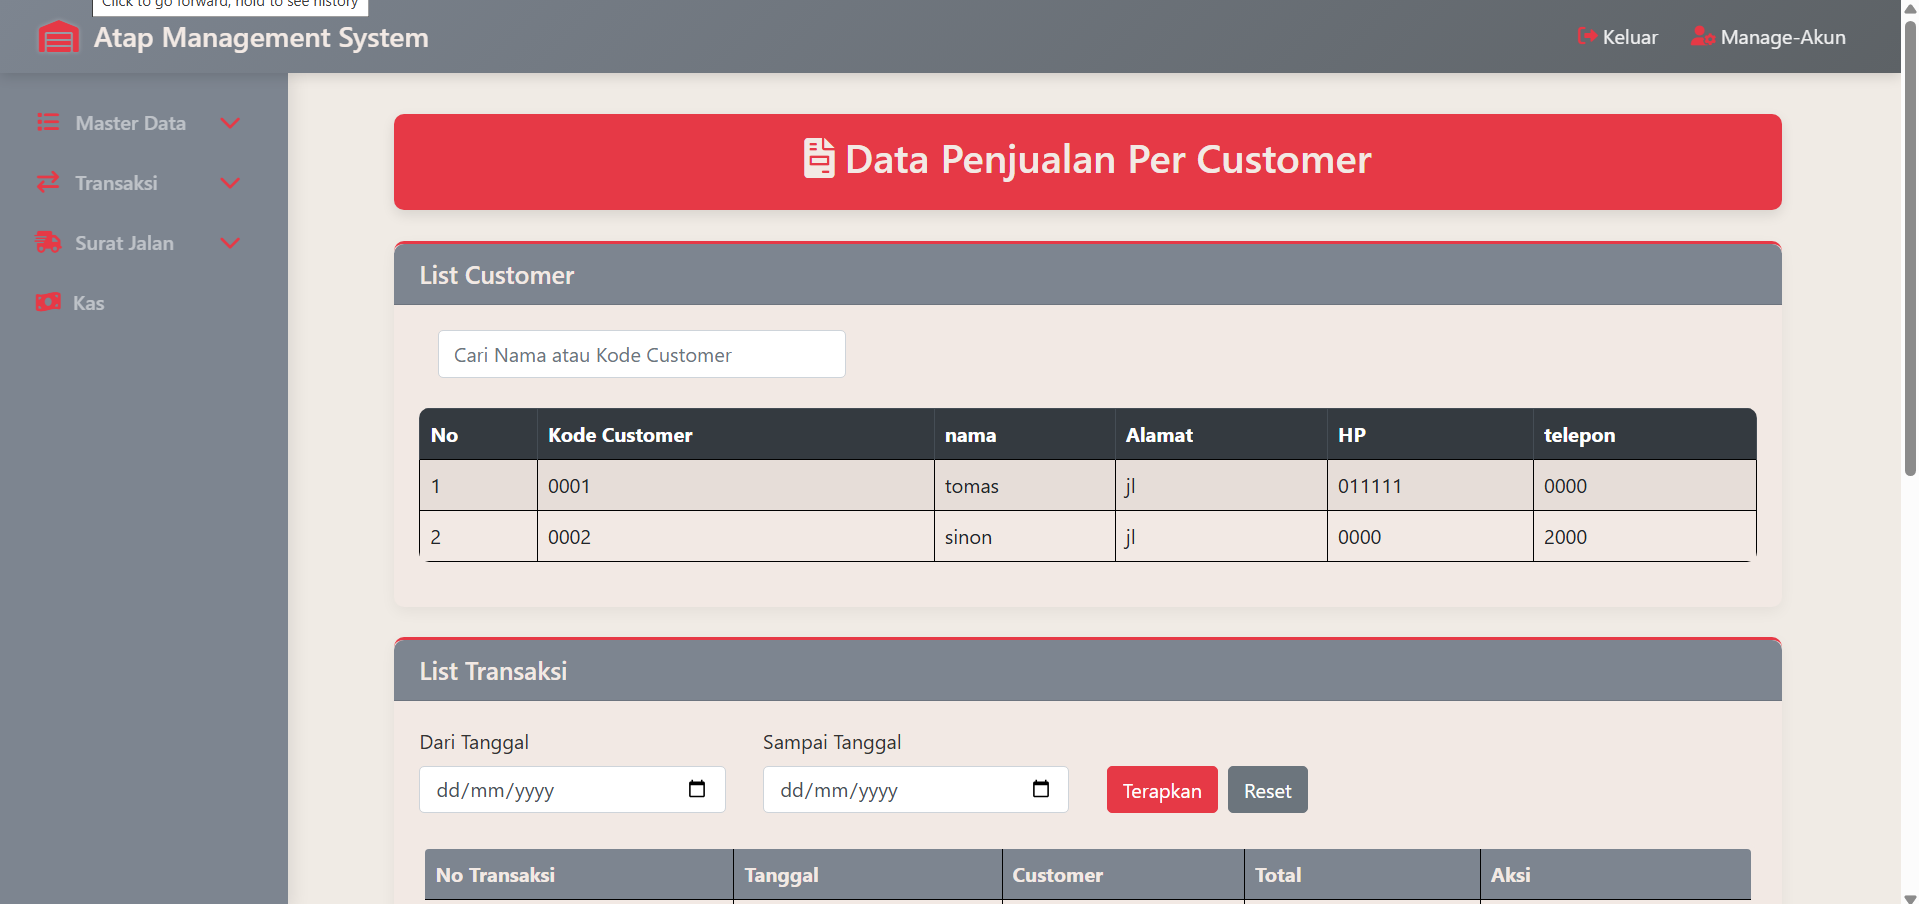 Click to go forward, hold to see history
Atap Management System
Keluar
Manage-Akun
Master Data
Transaksi
Surat Jalan
Kas
Data Penjualan Per Customer
List Customer
Cari Nama atau Kode Customer
No Kode Customer nama Alamat HP telepon
1 0001 tomas jl 011111 0000
2 0002 sinon jl 0000 2000
List Transaksi
Dari Tanggal Sampai Tanggal
dd/mm/yyyy dd/mm/yyyy Terapkan Reset
No Transaksi Tanggal Customer Total Aksi